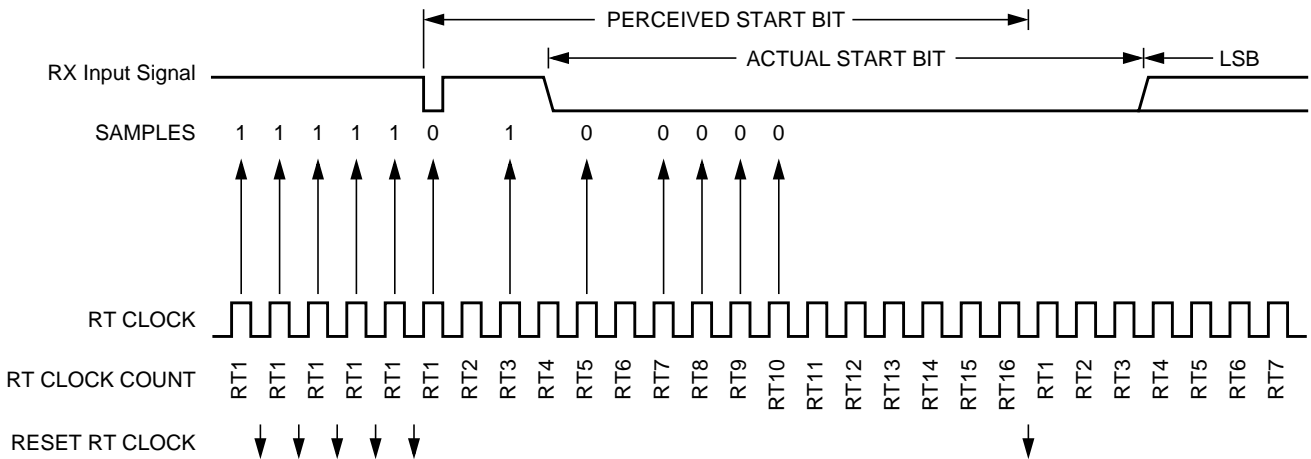 PERCEIVED START BIT
ACTUAL START BIT
LSB
RX Input Signal
SAMPLES 1 1 1 1 1 0 1 0 0 0 0 0
RT CLOCK
RT CLOCK COUNT RT1 RT1 RT1 RT1 RT1 RT1 RT2 RT3 RT4 RT5 RT6 RT7 RT8 RT9 RT10 RT11 RT12 RT13 RT14 RT15 RT16 RT1 RT2 RT3 RT4 RT5 RT6 RT7
RESET RT CLOCK